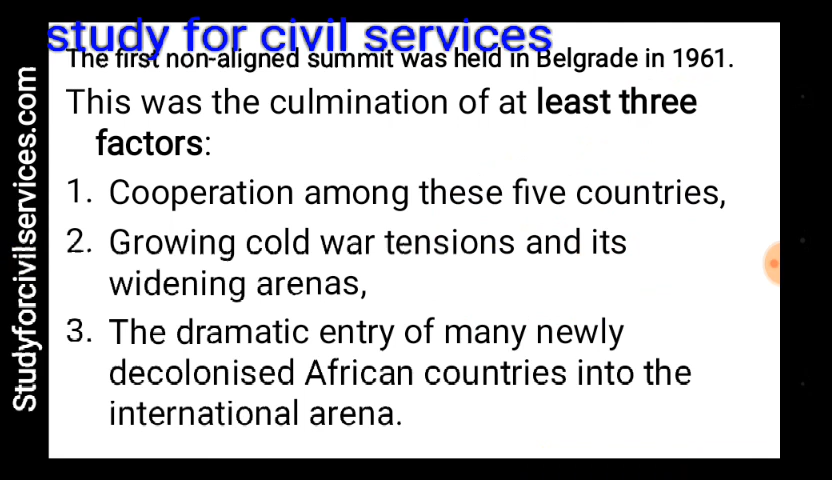 study for civil services
The first non-aligned summit was held in Belgrade in 1961.
This was the culmination of at least three
factors:
1. Cooperation among these five countries,
2. Growing cold war tensions and its
widening arenas,
3. The dramatic entry of many newly
decolonised African countries into the
international arena.
Studyforcivilservices.com